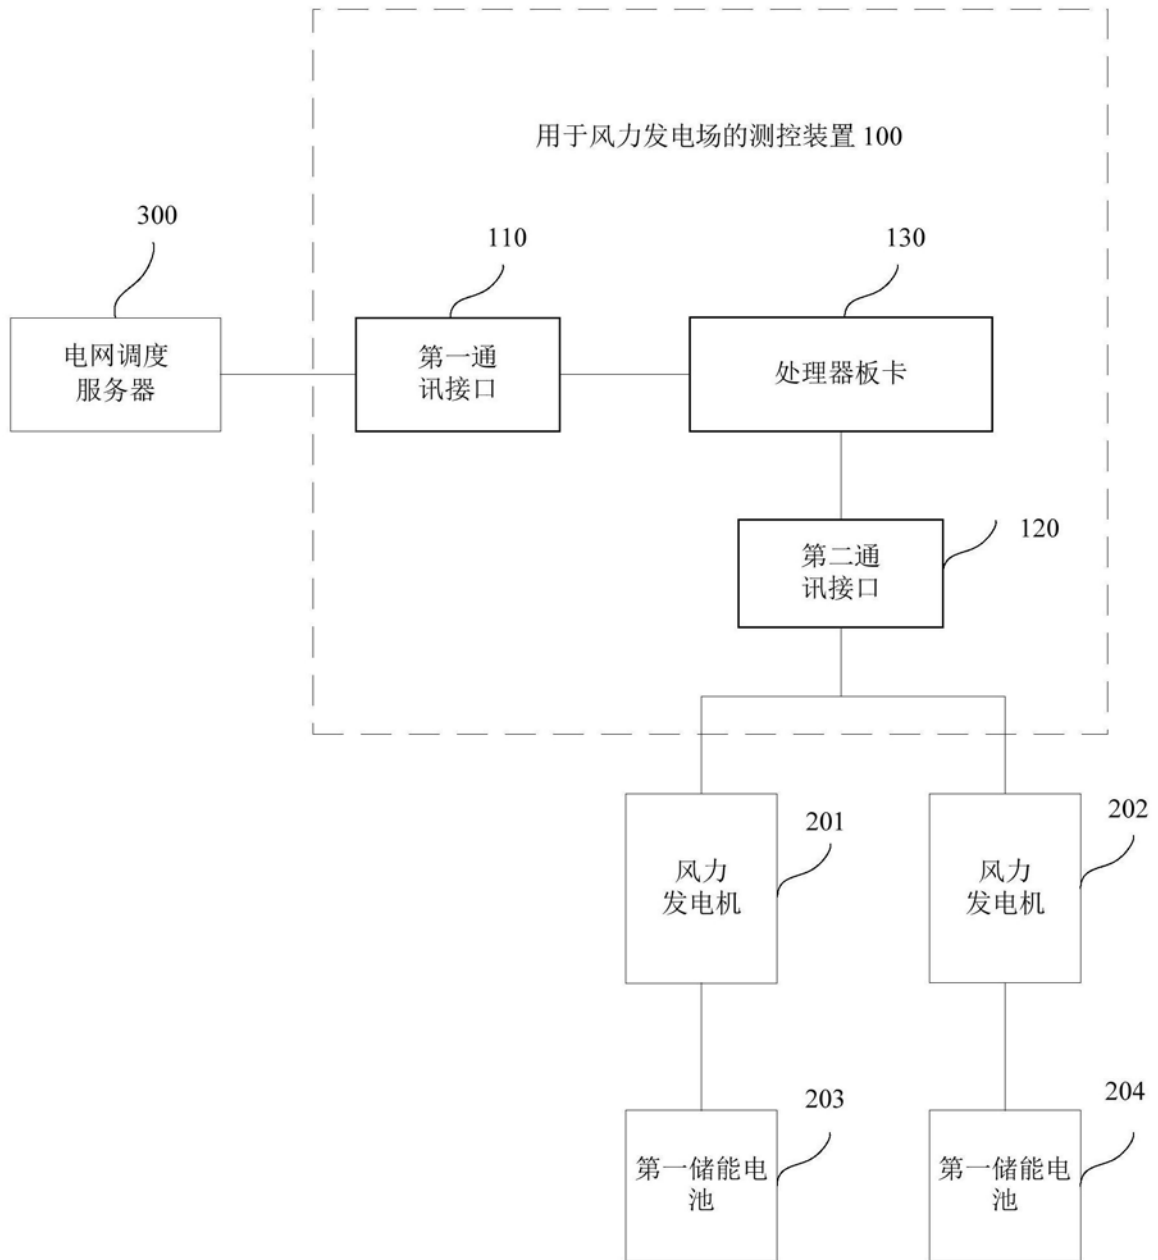 用于风力发电场的测控装置 100
300
110
130
电网调度
服务器
第一通
讯接口
处理器板卡
120
第二通
讯接口
201
202
风力
发电机
风力
发电机
203
204
第一储能电
池
第一储能电
池